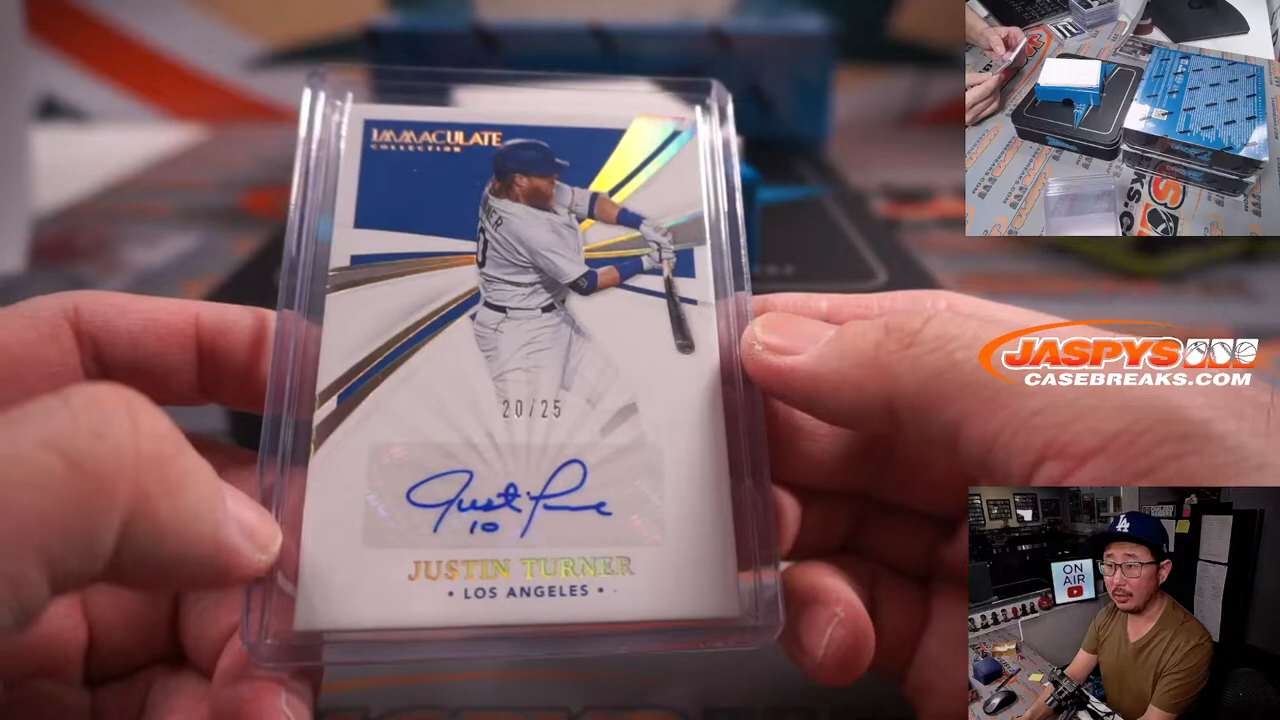 IMMACULATE
COLLECTION
20/25
Justin Turner
10
JUSTIN TURNER
• LOS ANGELES •
JASPYS
CASEBREAKS.COM
LA
ON
AIR